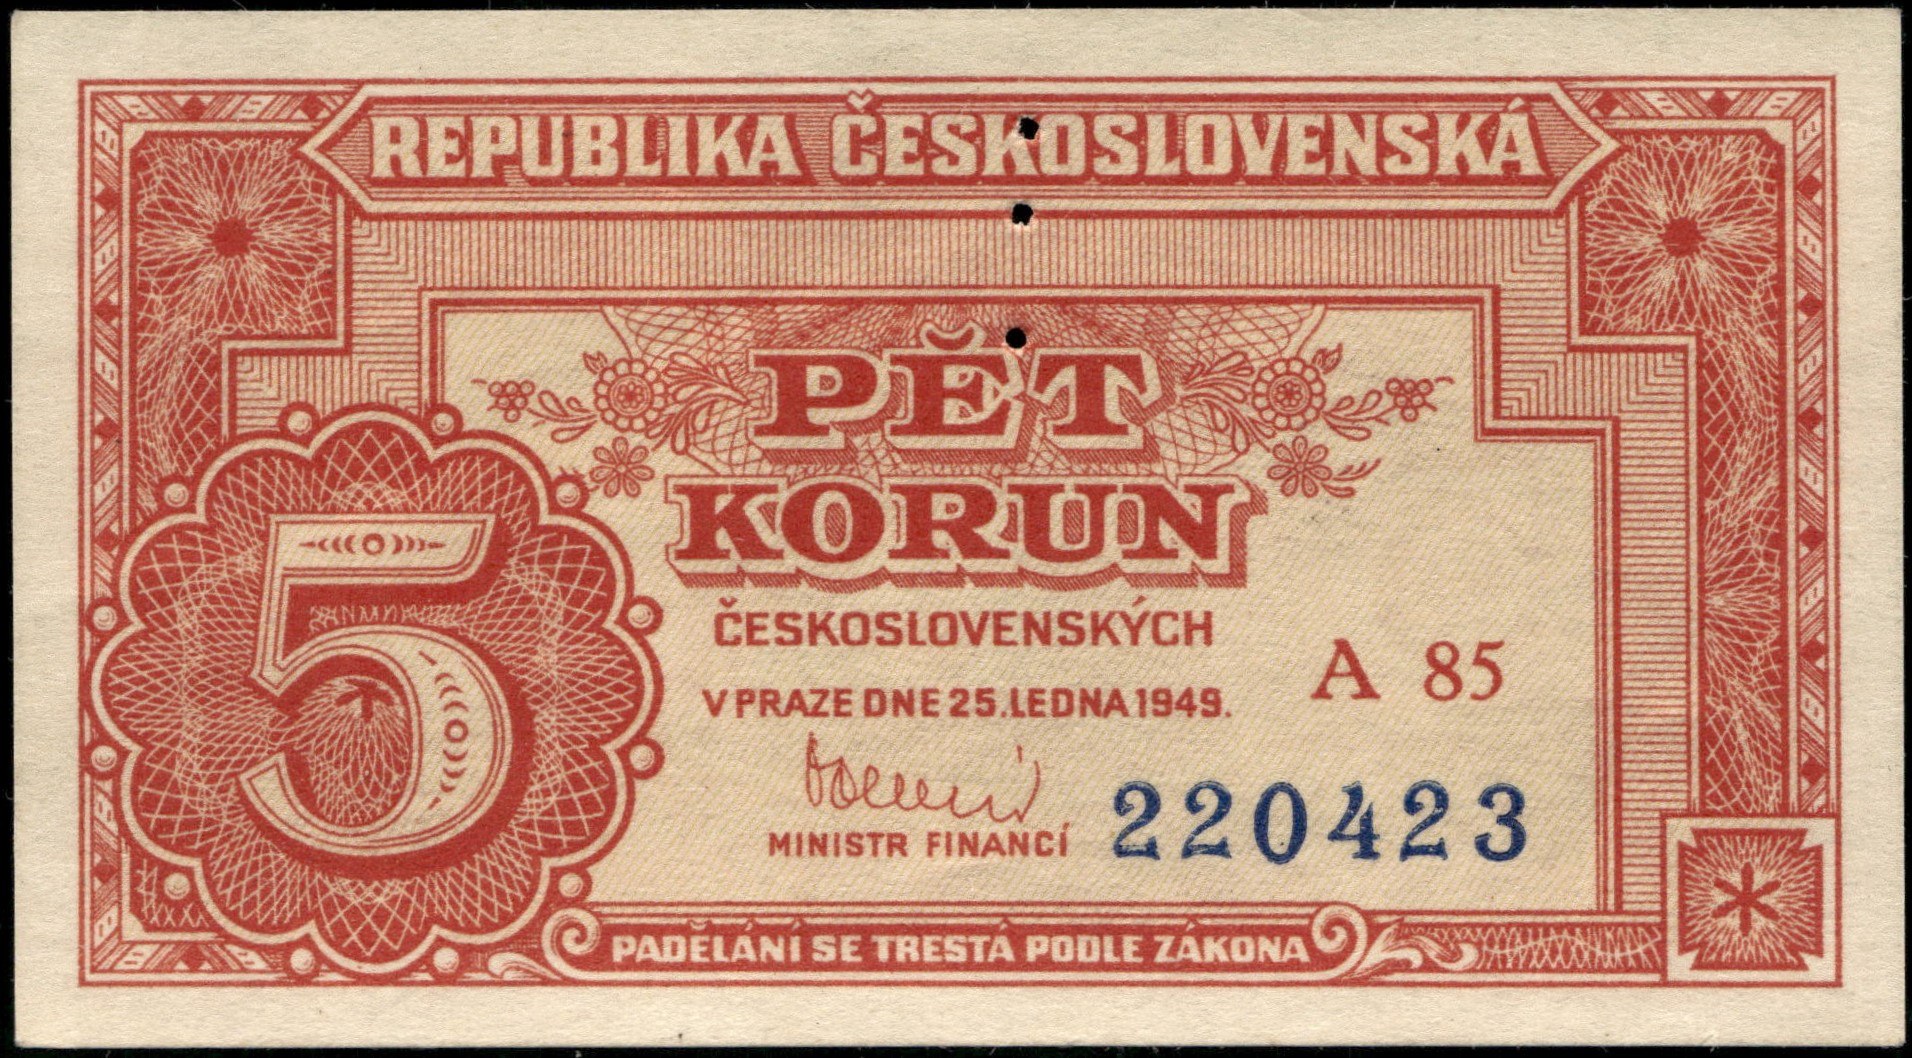 REPUBLIKA ČESKOSLOVENSKÁ
PĚT
KORUN
ČESKOSLOVENSKÝCH
V PRAZE DNE 25. LEDNA 1949.
A 85
MINISTR FINANCÍ
220423
5
PADĚLÁNÍ SE TRESTÁ PODLE ZÁKONA